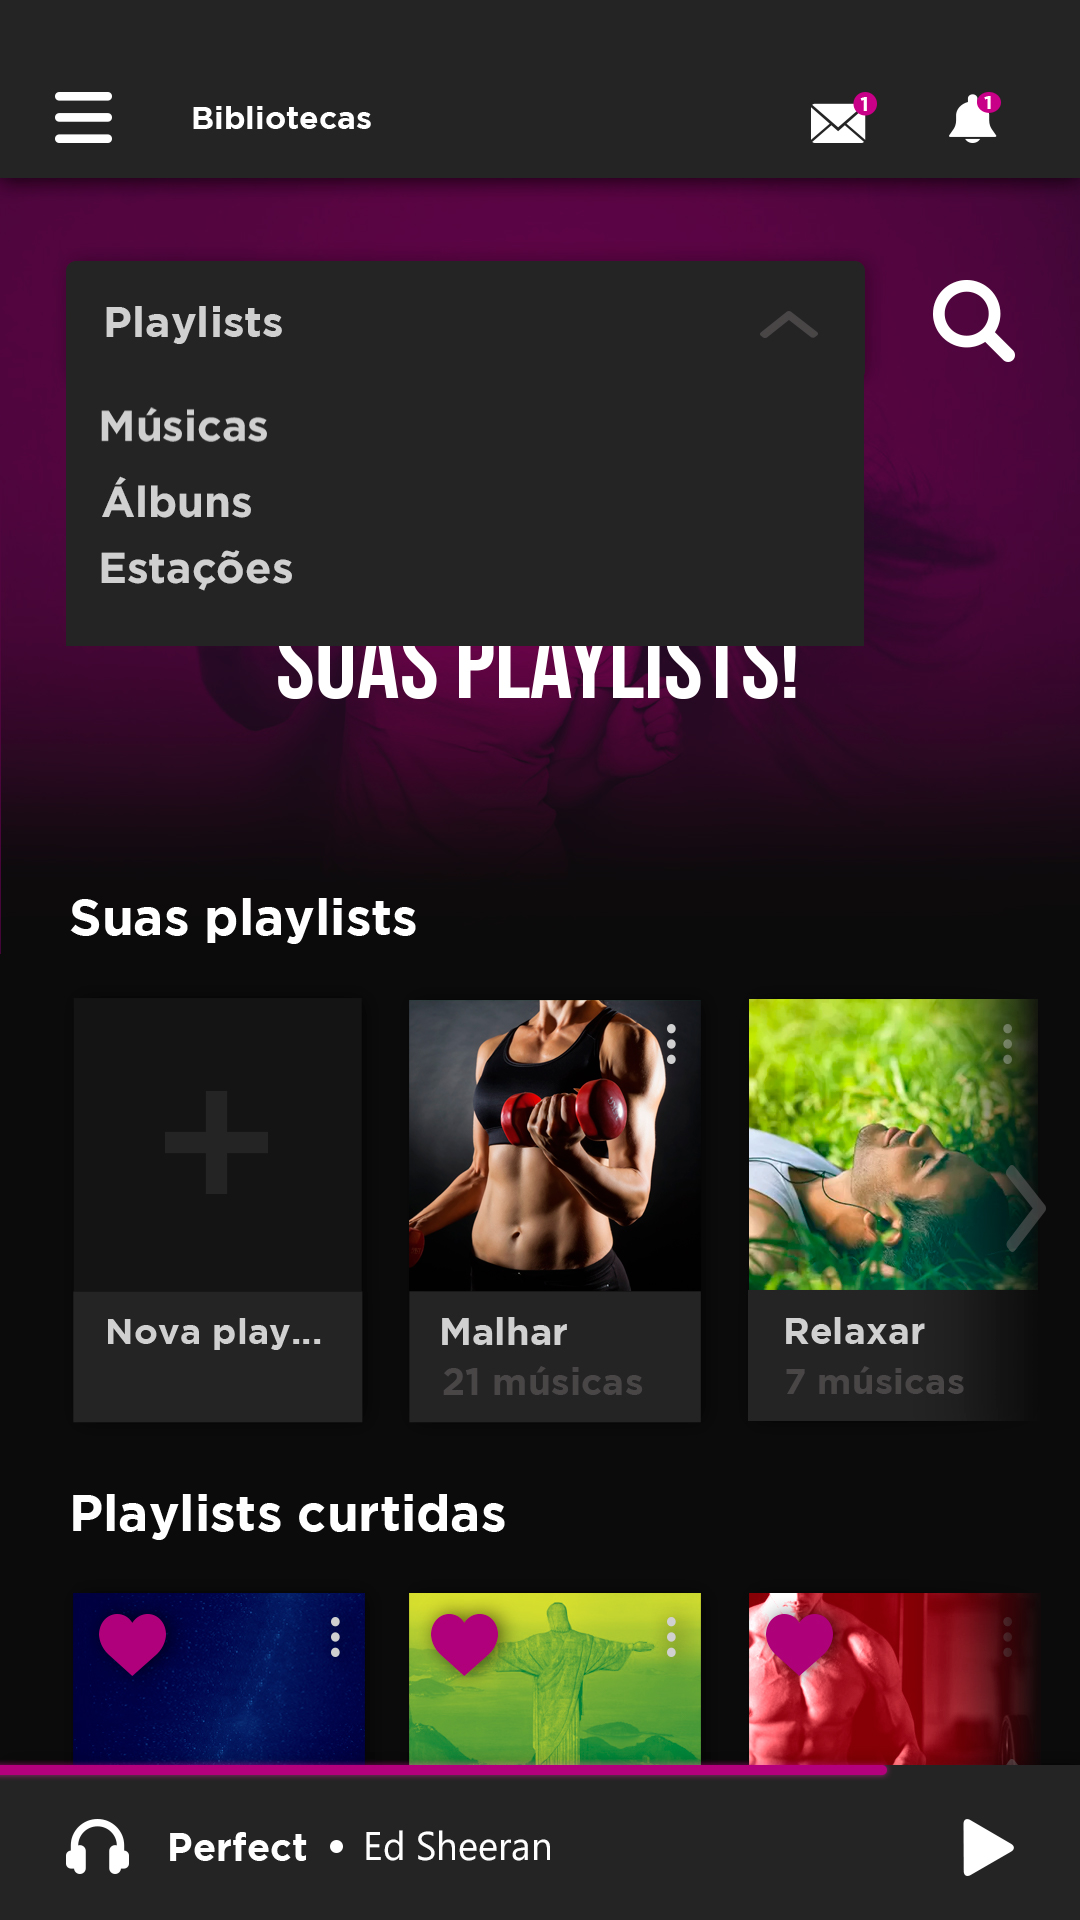 Bibliotecas
1
1
Playlists
Músicas
Álbuns
Estações
SUAS PLAYLISTS!
Suas playlists
Nova play...
Malhar
21 músicas
Relaxar
7 músicas
Playlists curtidas
Perfect • Ed Sheeran